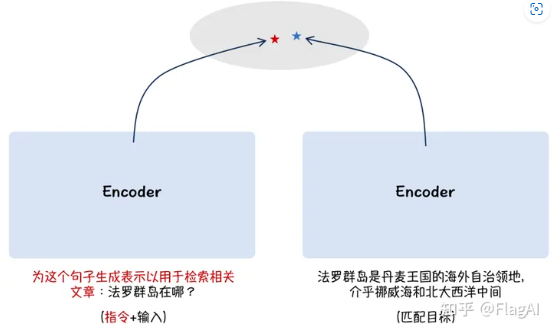 Encoder
Encoder
为这个句子生成表示以用于检索相关
文章：法罗群岛在哪？
(指令+输入)
法罗群岛是丹麦王国的海外自治领地，
介乎挪威海和北大西洋中间
(匹配目标)
知乎 @FlagAI